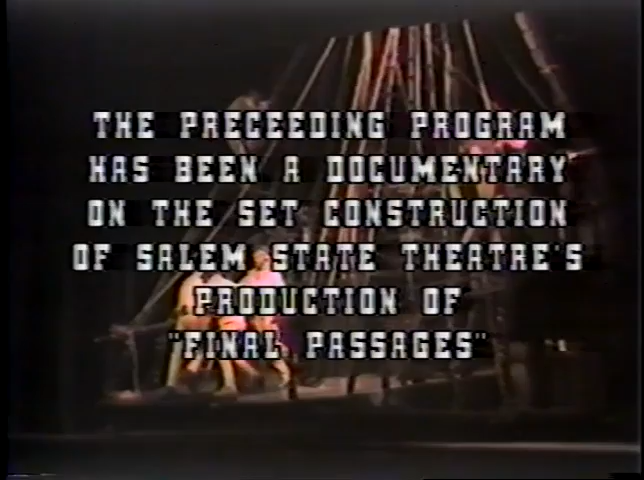 THE PRECEEDING PROGRAM
HAS BEEN A DOCUMENTARY
ON THE SET CONSTRUCTION
OF SALEM STATE THEATRE'S
PRODUCTION OF
"FINAL PASSAGES"